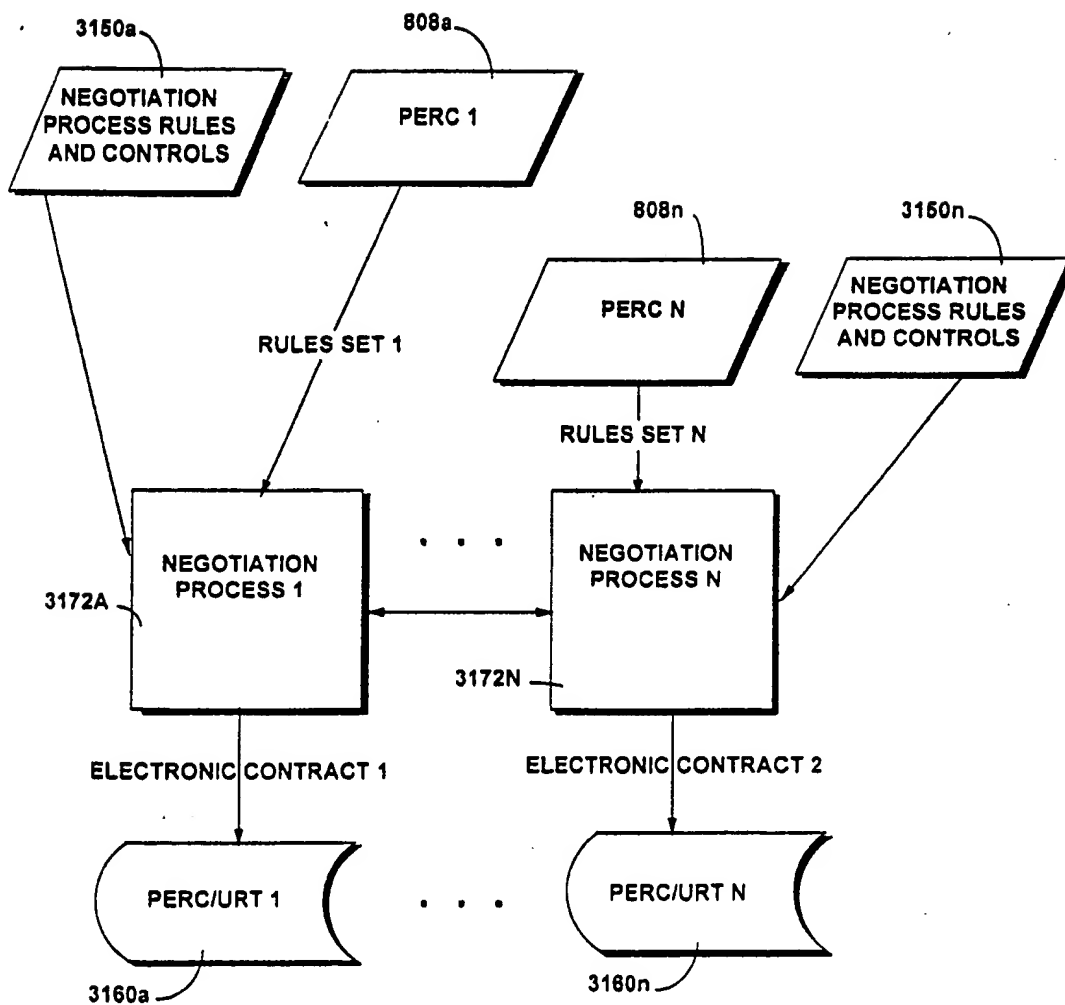 3150a
808a
NEGOTIATION
PROCESS RULES
AND CONTROLS
PERC 1
808n
3150n
PERC N
NEGOTIATION
PROCESS RULES
AND CONTROLS
RULES SET 1
RULES SET N
NEGOTIATION
PROCESS 1
. . .
NEGOTIATION
PROCESS N
3172A
3172N
ELECTRONIC CONTRACT 1
ELECTRONIC CONTRACT 2
PERC/URT 1
. . .
PERC/URT N
3160a
3160n